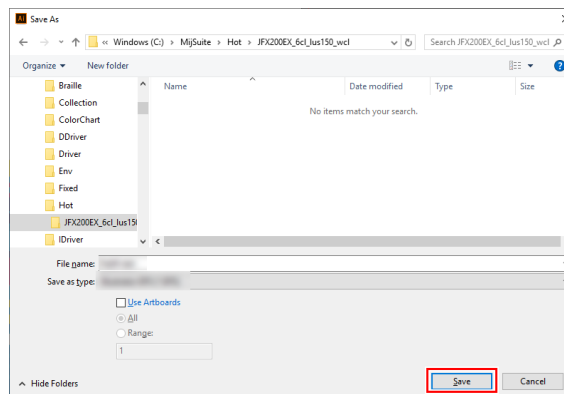 Ai Save As
« Windows (C:) › MijSuite › Hot › JFX200EX_6cl_lus150_wcl
Search JFX200EX_6cl_lus150_wcl
Organize
New folder
Name
Date modified
Type
Size
No items match your search.
Braille
Collection
ColorChart
DDriver
Driver
Env
Fixed
Hot
JFX200EX_6cl_lus15
IDriver
File name:
Save as type:
Use Artboards
All
Range:
1
Hide Folders
Save
Cancel